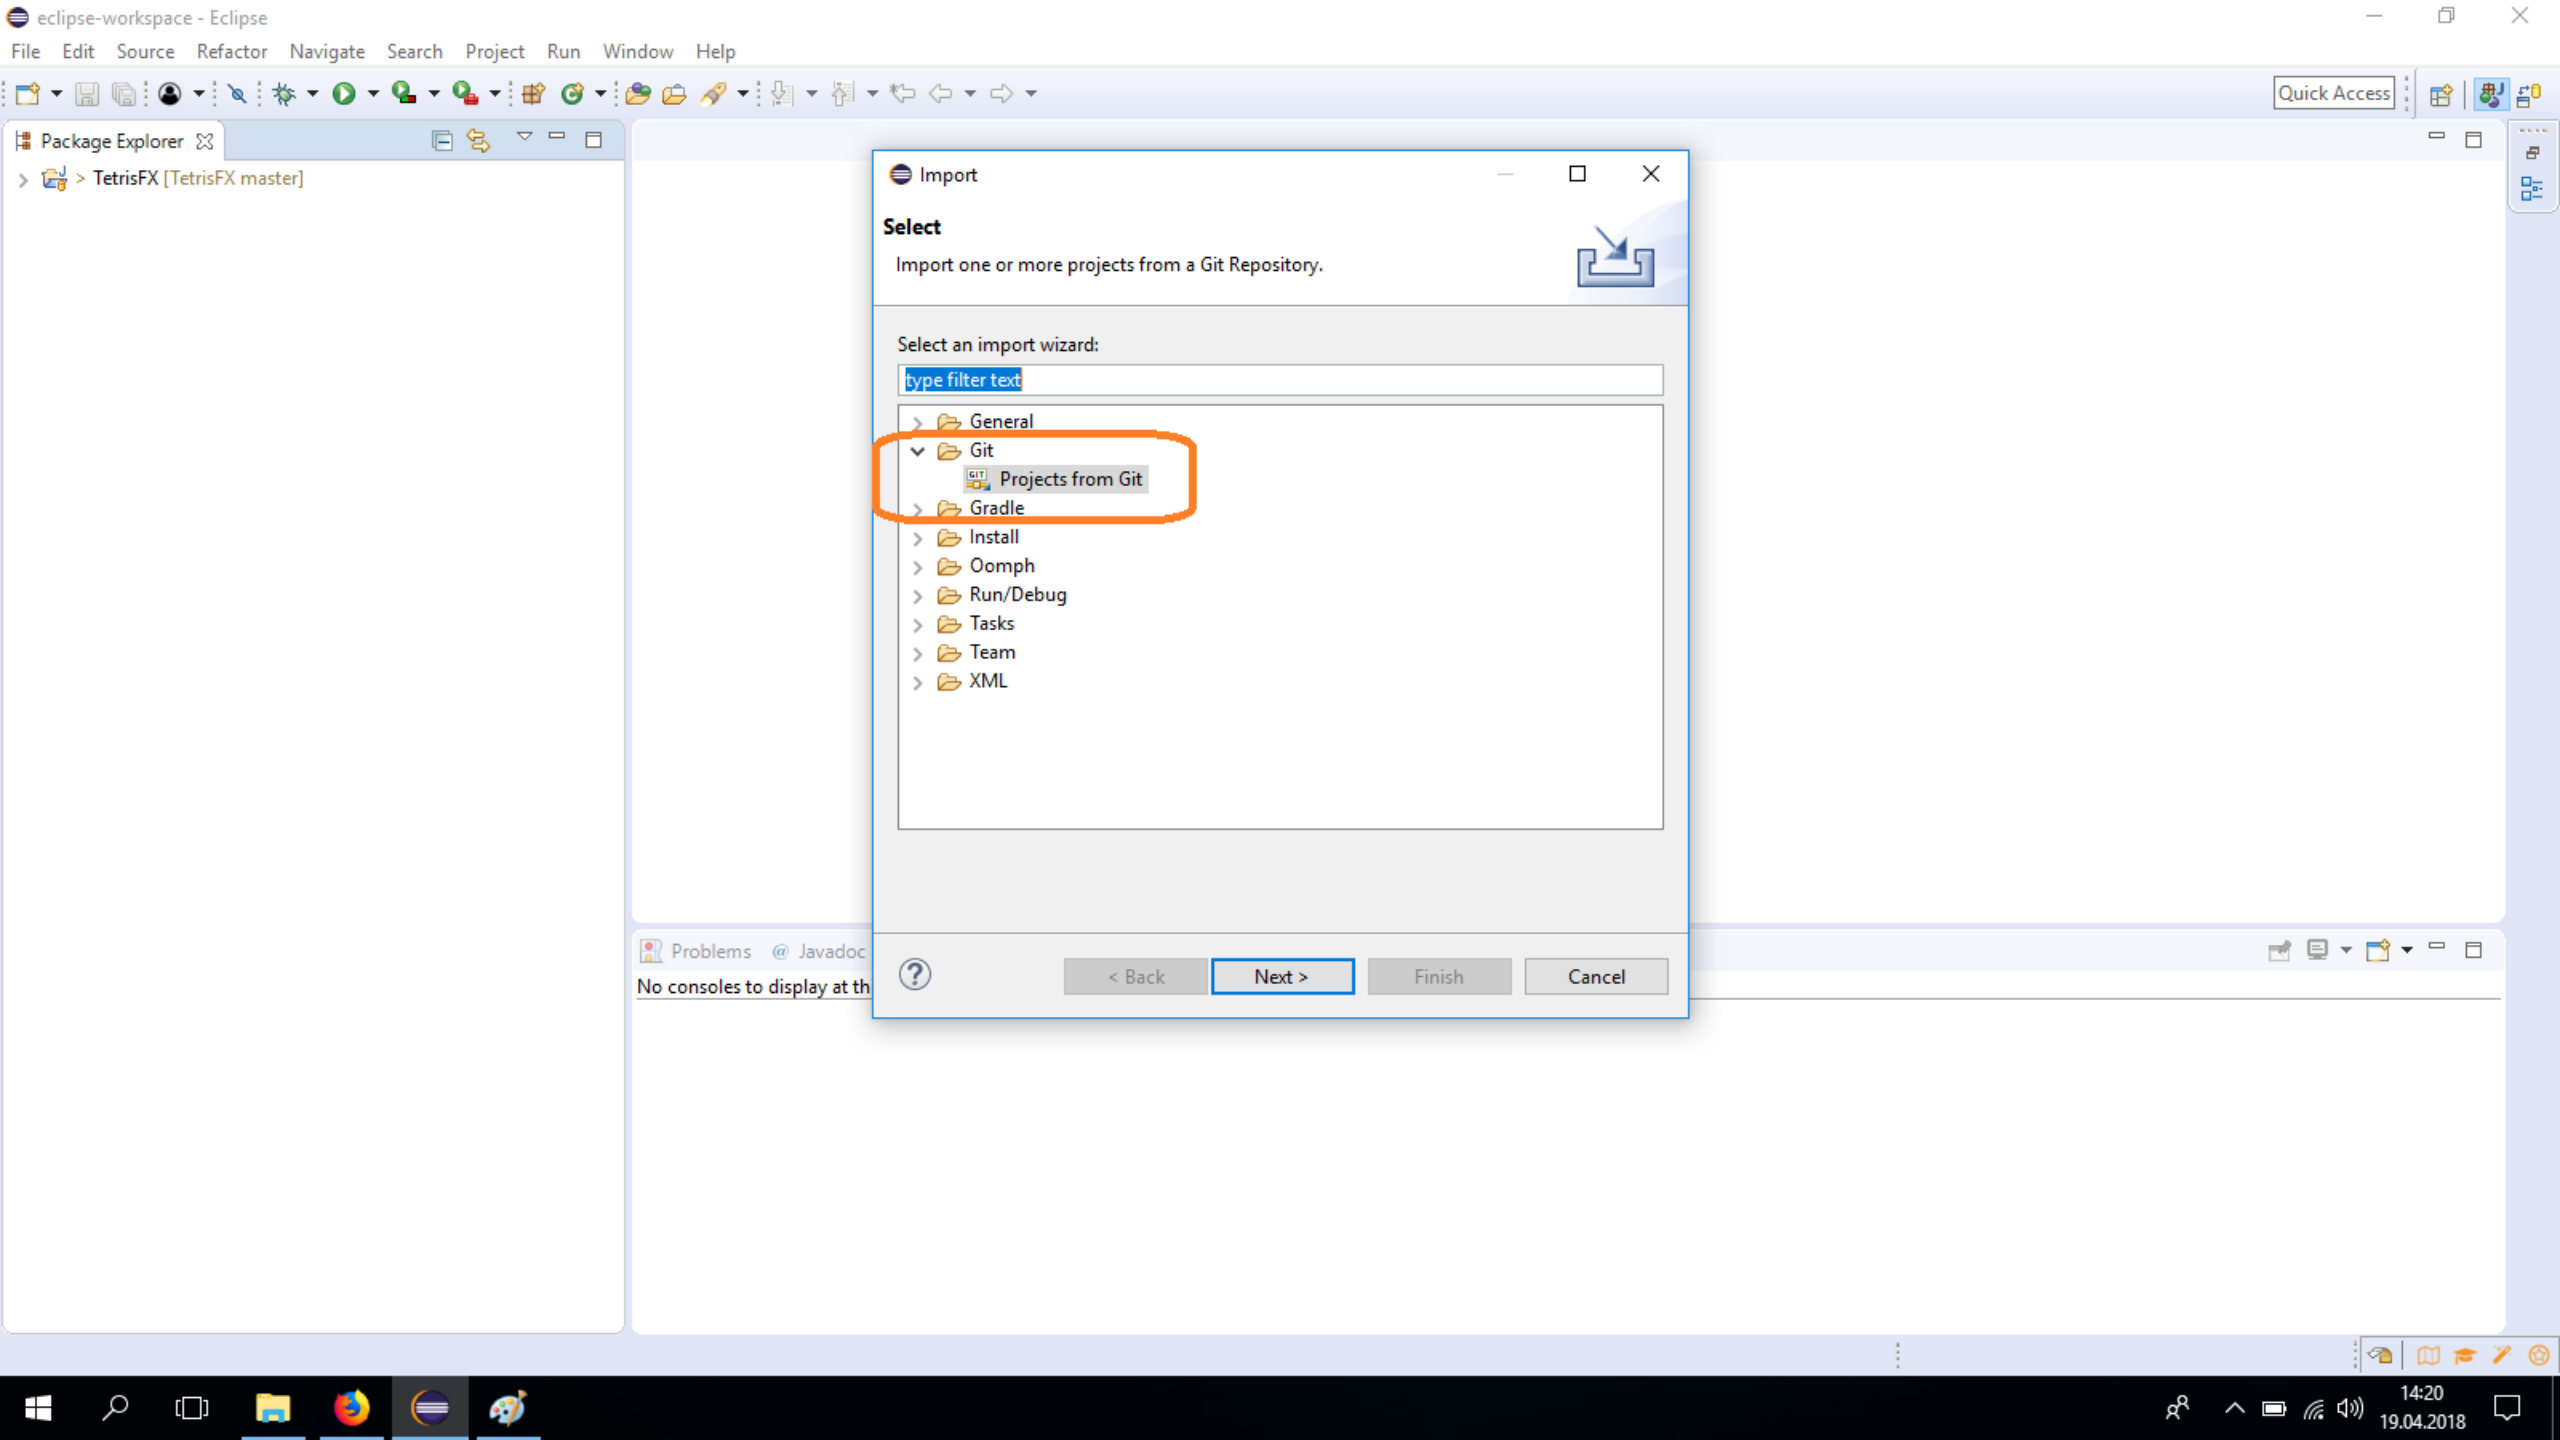 eclipse-workspace - Eclipse
File Edit Source Refactor Navigate Search Project Run Window Help
Quick Access
Package Explorer
> TetrisFX [TetrisFX master]
Import
Select
Import one or more projects from a Git Repository.
Select an import wizard:
type filter text
General
Git
GIT Projects from Git
Gradle
Install
Oomph
Run/Debug
Tasks
Team
XML
Problems @ Javadoc
No consoles to display at th
< Back Next > Finish Cancel
14:20
19.04.2018